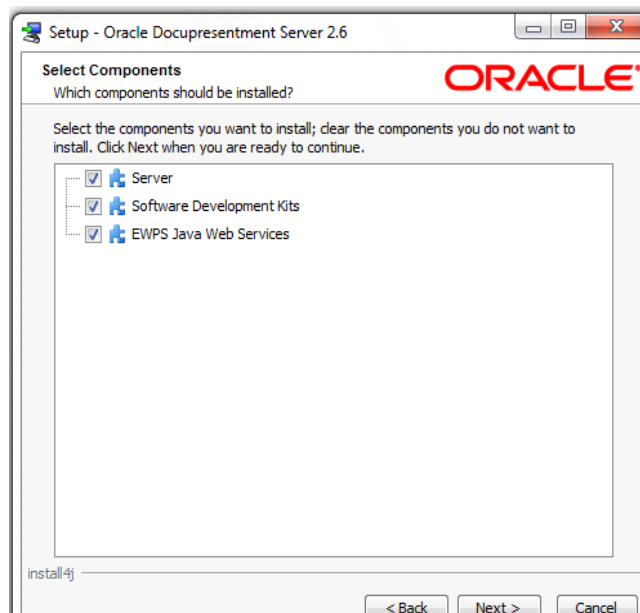 Setup - Oracle Docupresentment Server 2.6
Select Components
Which components should be installed?
ORACLE
Select the components you want to install; clear the components you do not want to
install. Click Next when you are ready to continue.
Server
Software Development Kits
EWPS Java Web Services
install4j
< Back Next > Cancel